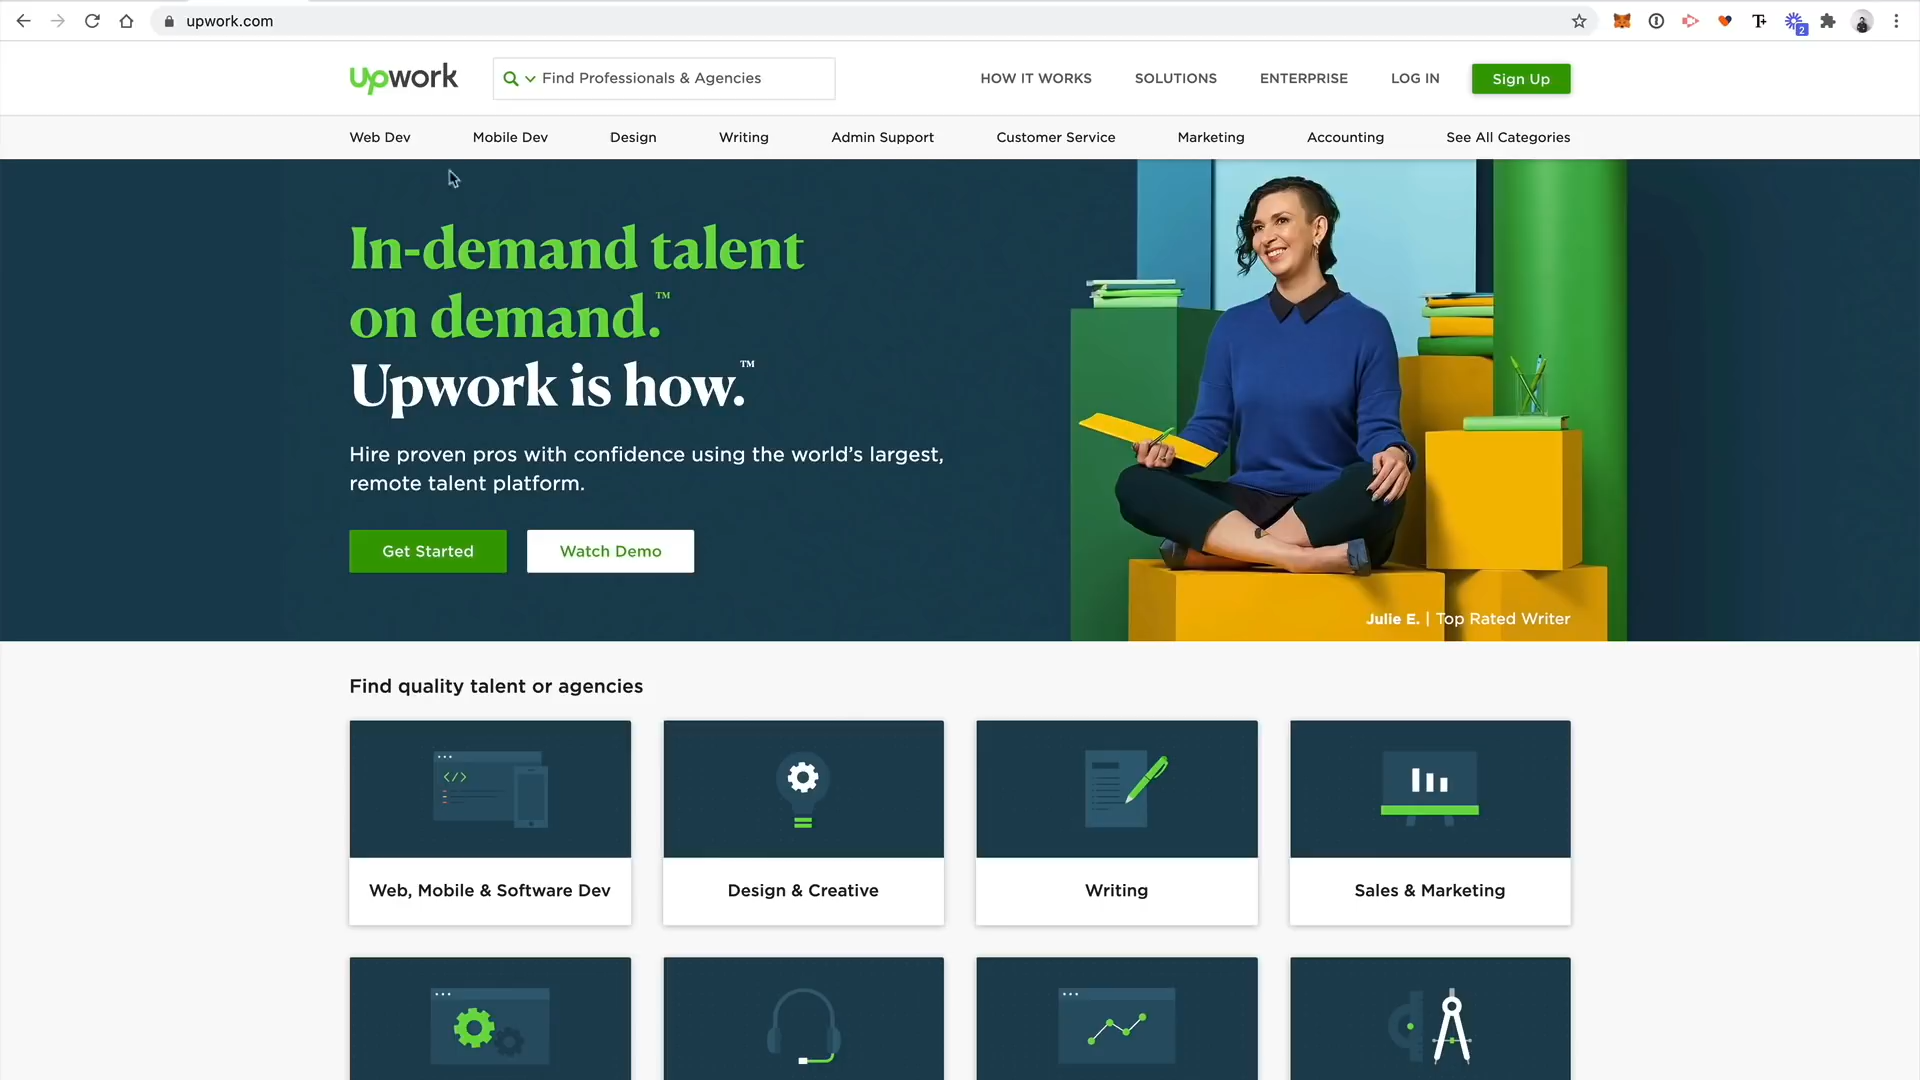 upwork.com
2
upwork
Find Professionals & Agencies
HOW IT WORKS
SOLUTIONS
ENTERPRISE
LOG IN
Sign Up
Web Dev
Mobile Dev
Design
Writing
Admin Support
Customer Service
Marketing
Accounting
See All Categories
In-demand talent
on demand.™
Upwork is how.™
Hire proven pros with confidence using the world’s largest,
remote talent platform.
Get Started
Watch Demo
Julie E. | Top Rated Writer
Find quality talent or agencies
</>
Web, Mobile & Software Dev
Design & Creative
Writing
Sales & Marketing